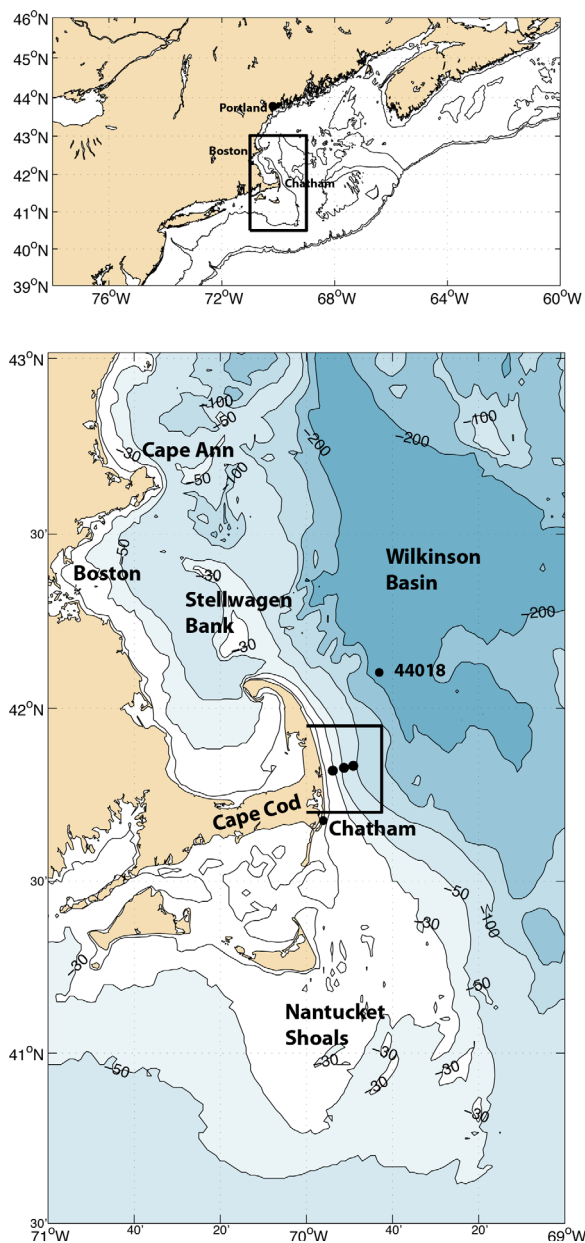 46°N
45°N
44°N
Portland
43°N
Boston
42°N
Chatham
41°N
40°N
39°N
76°W
72°W
68°W
64°W
60°W
43°N
−100
−50
−100
−200
−200
−30
Cape Ann
−50
−100
30'
−50
Boston
−30
Wilkinson
Basin
Stellwagen
Bank
−200
−30
44018
42°N
Cape Cod
Chatham
30'
−50
−100
−30
−30
−50
Nantucket
Shoals
41°N
−50
−30
−30
−30
−30
−30
30'
71°W
40'
20'
70°W
40'
20'
69°W